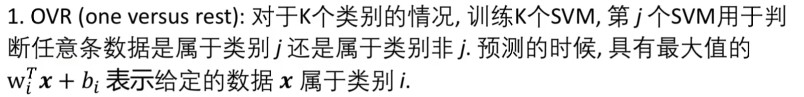 1. OVR (one versus rest): 对于K个类别的情况, 训练K个SVM, 第 j 个SVM用于判
断任意条数据是属于类别 j 还是属于类别非 j. 预测的时候, 具有最大值的
w_i^T x + b_i 表示给定的数据 x 属于类别 i.